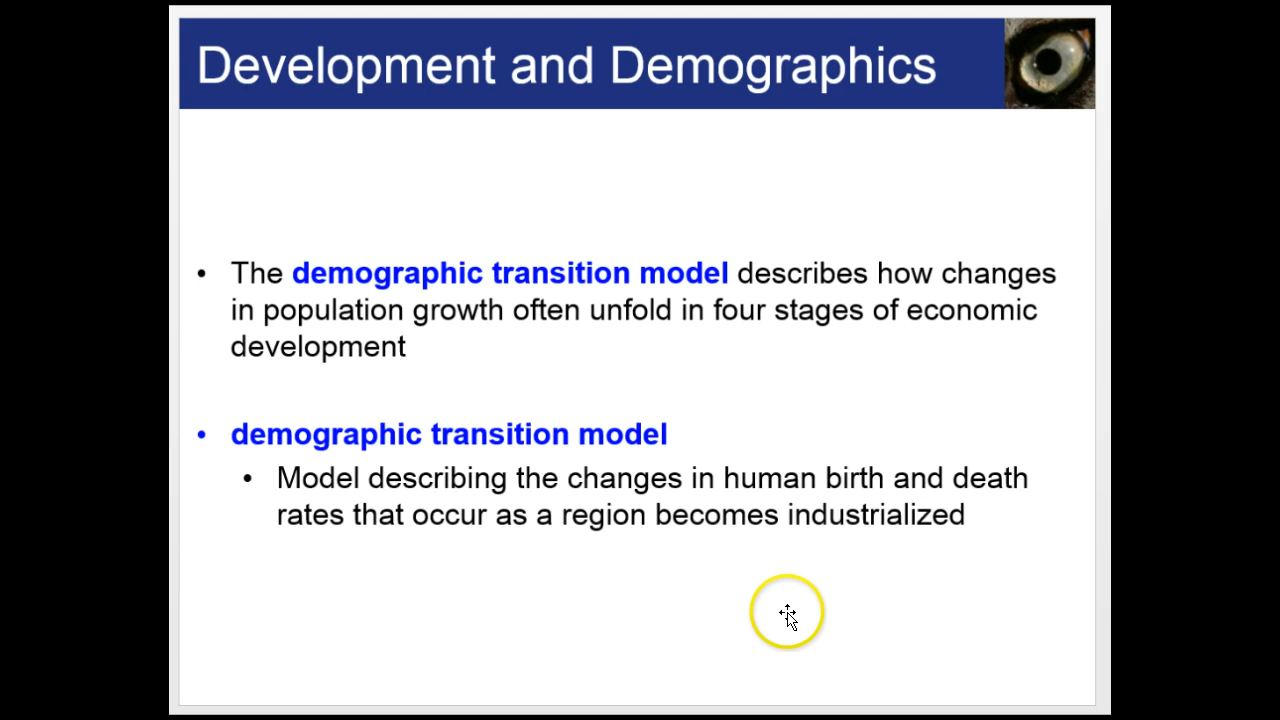 Development and Demographics
• The demographic transition model describes how changes
in population growth often unfold in four stages of economic
development
• demographic transition model
• Model describing the changes in human birth and death
rates that occur as a region becomes industrialized